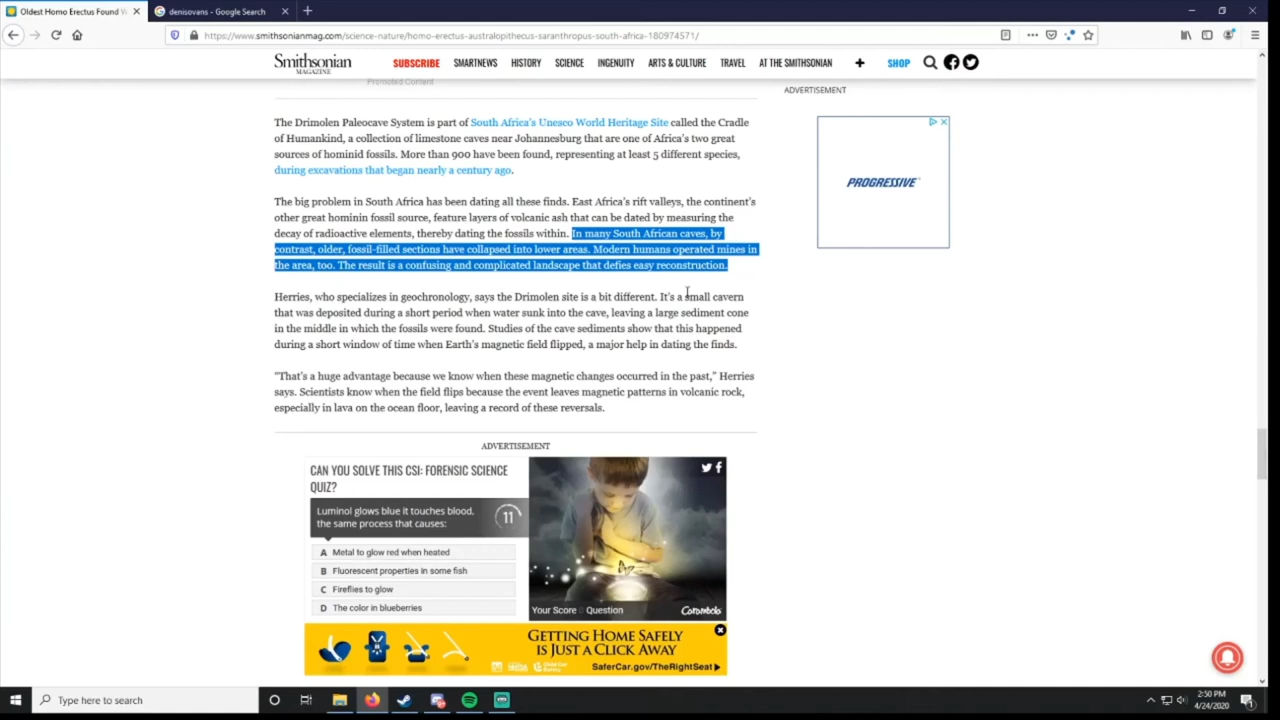 Oldest Homo Erectus Found
denisovans - Google Search
https://www.smithsonianmag.com/science-nature/homo-erectus-australopithecus-saranthropus-south-africa-180974571/
Smithsonian
MAGAZINE
SUBSCRIBE
SMARTNEWS
HISTORY
SCIENCE
INGENUITY
ARTS & CULTURE
TRAVEL
AT THE SMITHSONIAN
SHOP
Promoted Content
ADVERTISEMENT
The Drimolen Paleocave System is part of South Africa's Unesco World Heritage Site called the Cradle
of Humankind, a collection of limestone caves near Johannesburg that are one of Africa's two great
sources of hominid fossils. More than 900 have been found, representing at least 5 different species,
during excavations that began nearly a century ago.
PROGRESSIVE
The big problem in South Africa has been dating all these finds. East Africa's rift valleys, the continent's
other great hominin fossil source, feature layers of volcanic ash that can be dated by measuring the
decay of radioactive elements, thereby dating the fossils within. In many South African caves, by
contrast, older, fossil-filled sections have collapsed into lower areas. Modern humans operated mines in
the area, too. The result is a confusing and complicated landscape that defies easy reconstruction.
Herries, who specializes in geochronology, says the Drimolen site is a bit different. It's a small cavern
that was deposited during a short period when water sunk into the cave, leaving a large sediment cone
in the middle in which the fossils were found. Studies of the cave sediments show that this happened
during a short window of time when Earth's magnetic field flipped, a major help in dating the finds.
"That's a huge advantage because we know when these magnetic changes occurred in the past," Herries
says. Scientists know when the field flips because the event leaves magnetic patterns in volcanic rock,
especially in lava on the ocean floor, leaving a record of these reversals.
ADVERTISEMENT
CAN YOU SOLVE THIS CSI: FORENSIC SCIENCE
QUIZ?
Luminol glows blue it touches blood,
the same process that causes:
11
A Metal to glow red when heated
B Fluorescent properties in some fish
C Fireflies to glow
D The color in blueberries
Your Score 0 Question
GETTING HOME SAFELY
IS JUST A CLICK AWAY
SaferCar.gov/TheRightSeat
Type here to search
2:50 PM
4/24/2020